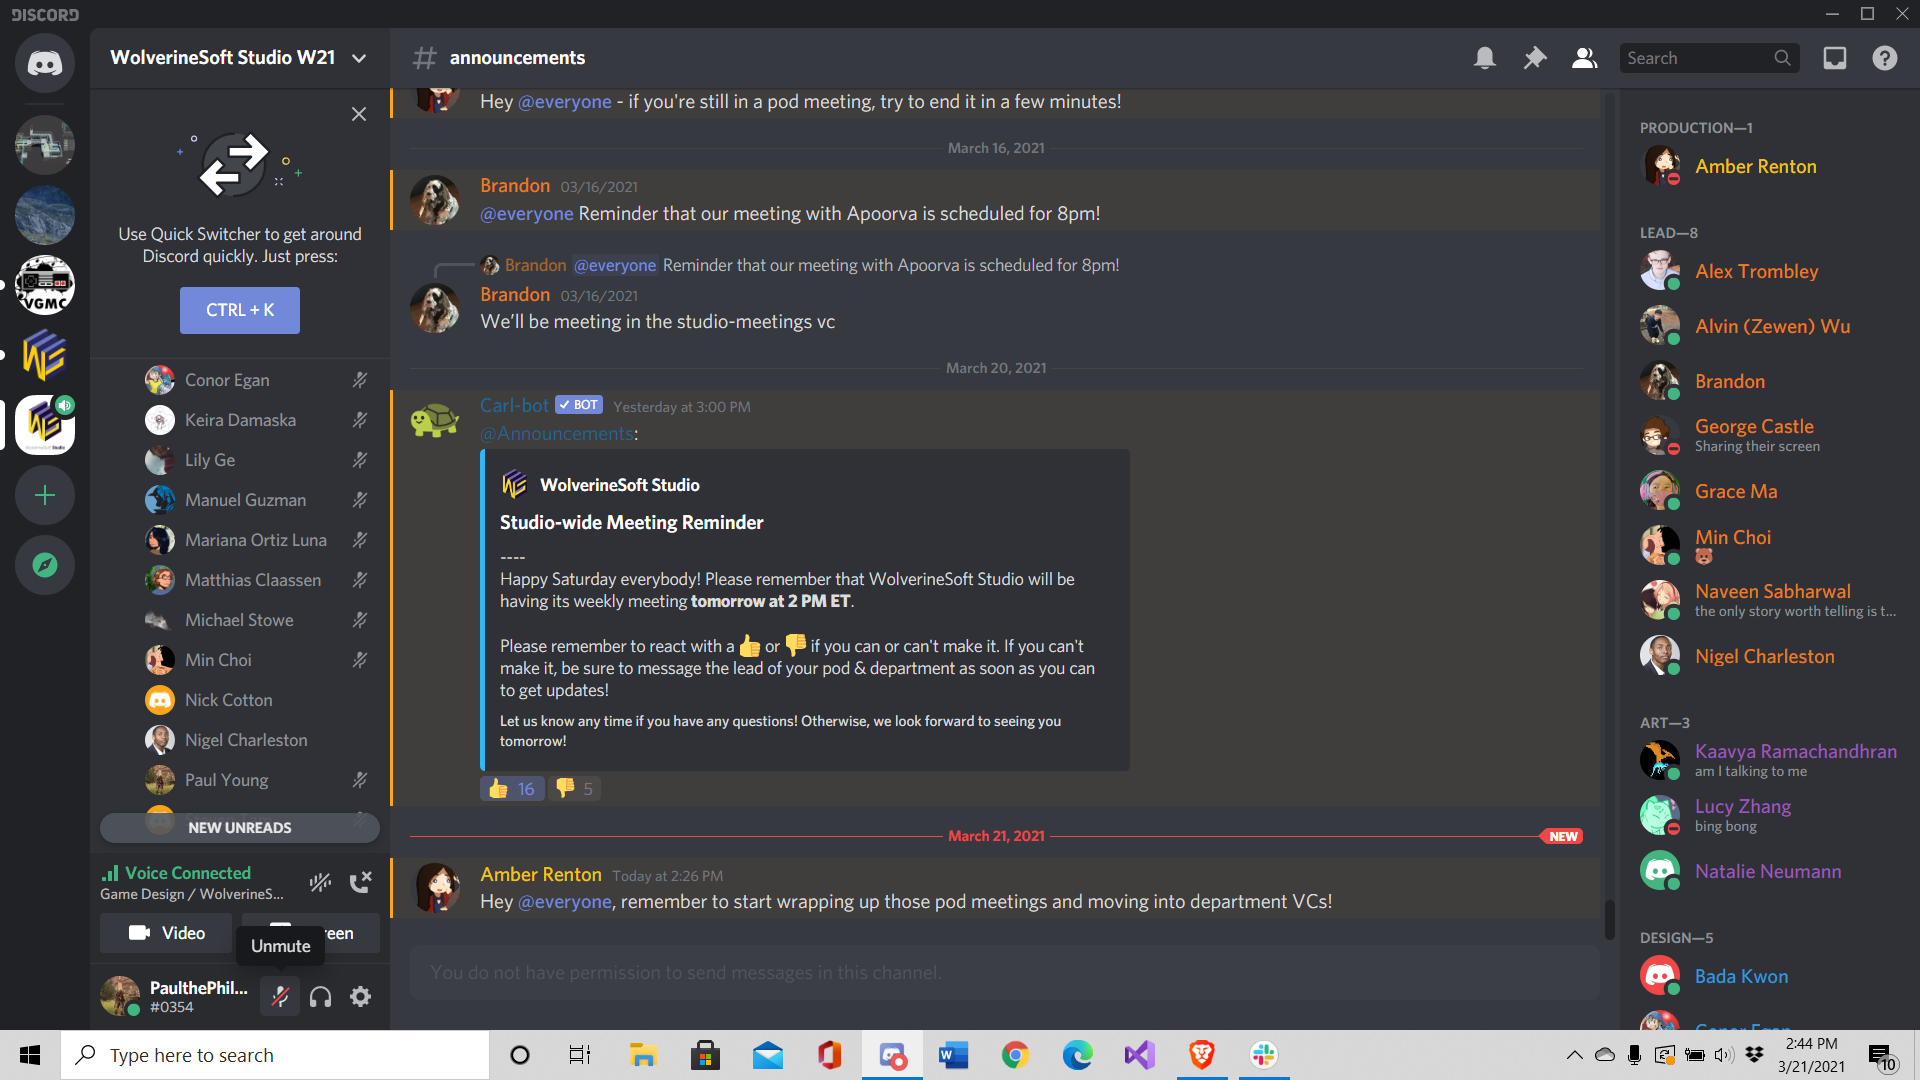 DISCORD
WolverineSoft Studio W21
announcements
Search
Use Quick Switcher to get around
Discord quickly. Just press:
CTRL + K
VGMC
Conor Egan
Keira Damaska
Lily Ge
Manuel Guzman
Mariana Ortiz Luna
Matthias Claassen
Michael Stowe
Min Choi
Nick Cotton
Nigel Charleston
Paul Young
NEW UNREADS
Voice Connected
Game Design / WolverineS...
Video
reen
Unmute
PaulthePhil...
#0354
Hey @everyone - if you're still in a pod meeting, try to end it in a few minutes!
March 16, 2021
Brandon 03/16/2021
@everyone Reminder that our meeting with Apoorva is scheduled for 8pm!
Brandon @everyone Reminder that our meeting with Apoorva is scheduled for 8pm!
Brandon 03/16/2021
We'll be meeting in the studio-meetings vc
March 20, 2021
Carl-bot ✓ BOT Yesterday at 3:00 PM
@Announcements:
WolverineSoft Studio
Studio-wide Meeting Reminder
----
Happy Saturday everybody! Please remember that WolverineSoft Studio will be
having its weekly meeting tomorrow at 2 PM ET.
Please remember to react with a 👍 or 👎 if you can or can't make it. If you can't
make it, be sure to message the lead of your pod & department as soon as you can
to get updates!
Let us know any time if you have any questions! Otherwise, we look forward to seeing you
tomorrow!
👍 16 👎 5
March 21, 2021 NEW
Amber Renton Today at 2:26 PM
Hey @everyone, remember to start wrapping up those pod meetings and moving into department VCs!
You do not have permission to send messages in this channel.
PRODUCTION—1
Amber Renton
LEAD—8
Alex Trombley
Alvin (Zewen) Wu
Brandon
George Castle
Sharing their screen
Grace Ma
Min Choi
🐻
Naveen Sabharwal
the only story worth telling is t...
Nigel Charleston
ART—3
Kaavya Ramachandhran
am I talking to me
Lucy Zhang
bing bong
Natalie Neumann
DESIGN—5
Bada Kwon
Conor Egan
Type here to search
2:44 PM
3/21/2021
10